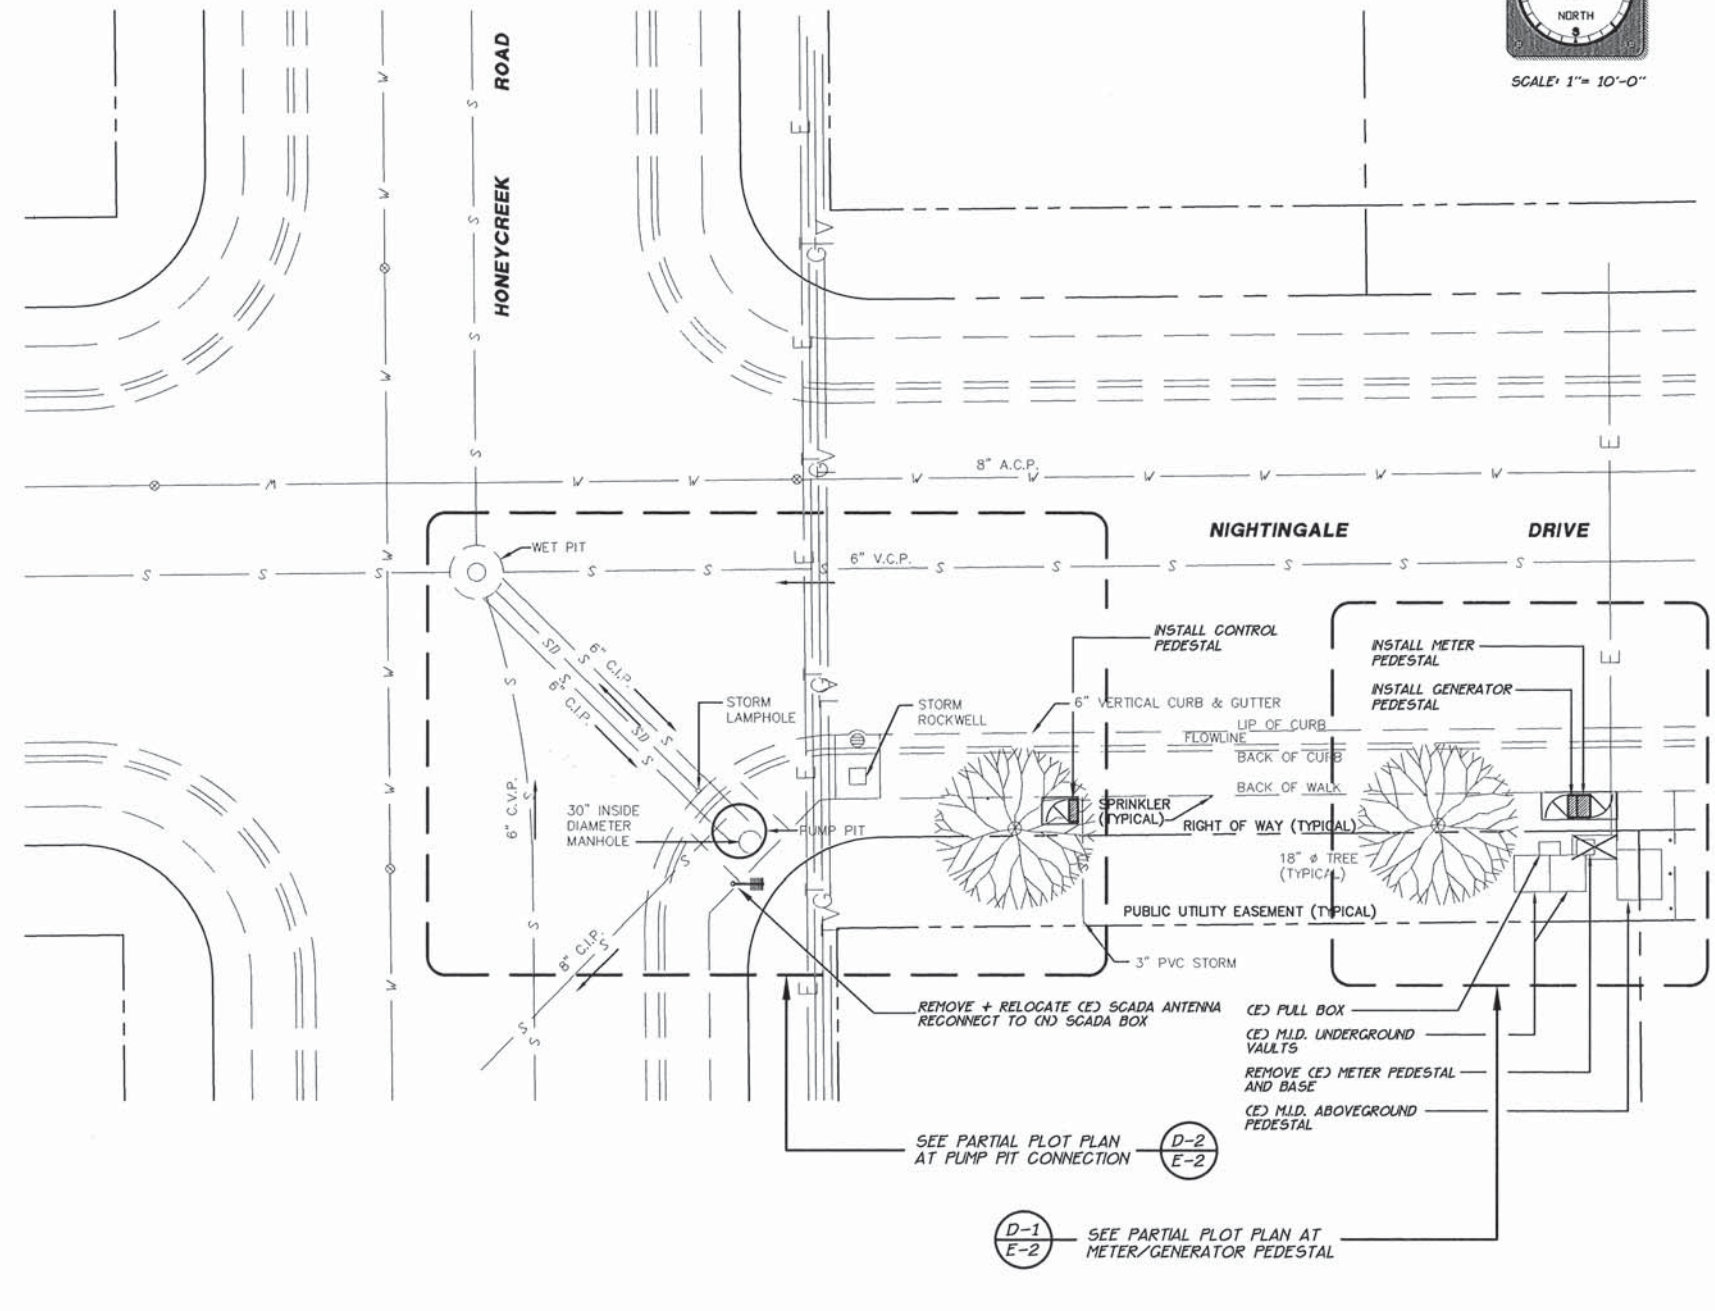 NORTH
S
SCALE: 1"= 10'-0"
HONEYCREEK ROAD
8" A.C.P.
NIGHTINGALE DRIVE
WET PIT
6" V.C.P.
INSTALL CONTROL
PEDESTAL
INSTALL METER
PEDESTAL
INSTALL GENERATOR
PEDESTAL
6" C.I.P.
6" C.I.P.
STORM
LAMPHOLE
STORM
ROCKWELL
6" VERTICAL CURB & GUTTER
LIP OF CURB
FLOWLINE
BACK OF CURB
BACK OF WALK
6" C.V.P.
30" INSIDE
DIAMETER
MANHOLE
PUMP PIT
SPRINKLER
(TYPICAL)
RIGHT OF WAY (TYPICAL)
18" ø TREE
(TYPICAL)
PUBLIC UTILITY EASEMENT (TYPICAL)
8" C.I.P.
3" PVC STORM
REMOVE + RELOCATE (E) SCADA ANTENNA
RECONNECT TO (N) SCADA BOX
(E) PULL BOX
(E) M.I.D. UNDERGROUND
VAULTS
REMOVE (E) METER PEDESTAL
AND BASE
(E) M.I.D. ABOVEGROUND
PEDESTAL
SEE PARTIAL PLOT PLAN
AT PUMP PIT CONNECTION
D-2
E-2
D-1
E-2
SEE PARTIAL PLOT PLAN AT
METER/GENERATOR PEDESTAL